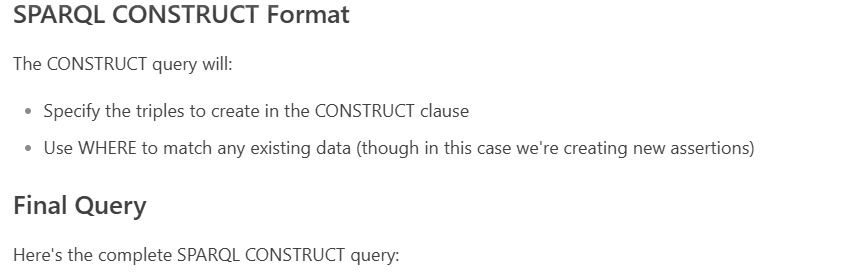 SPARQL CONSTRUCT Format
The CONSTRUCT query will:
• Specify the triples to create in the CONSTRUCT clause
• Use WHERE to match any existing data (though in this case we're creating new assertions)
Final Query
Here's the complete SPARQL CONSTRUCT query: